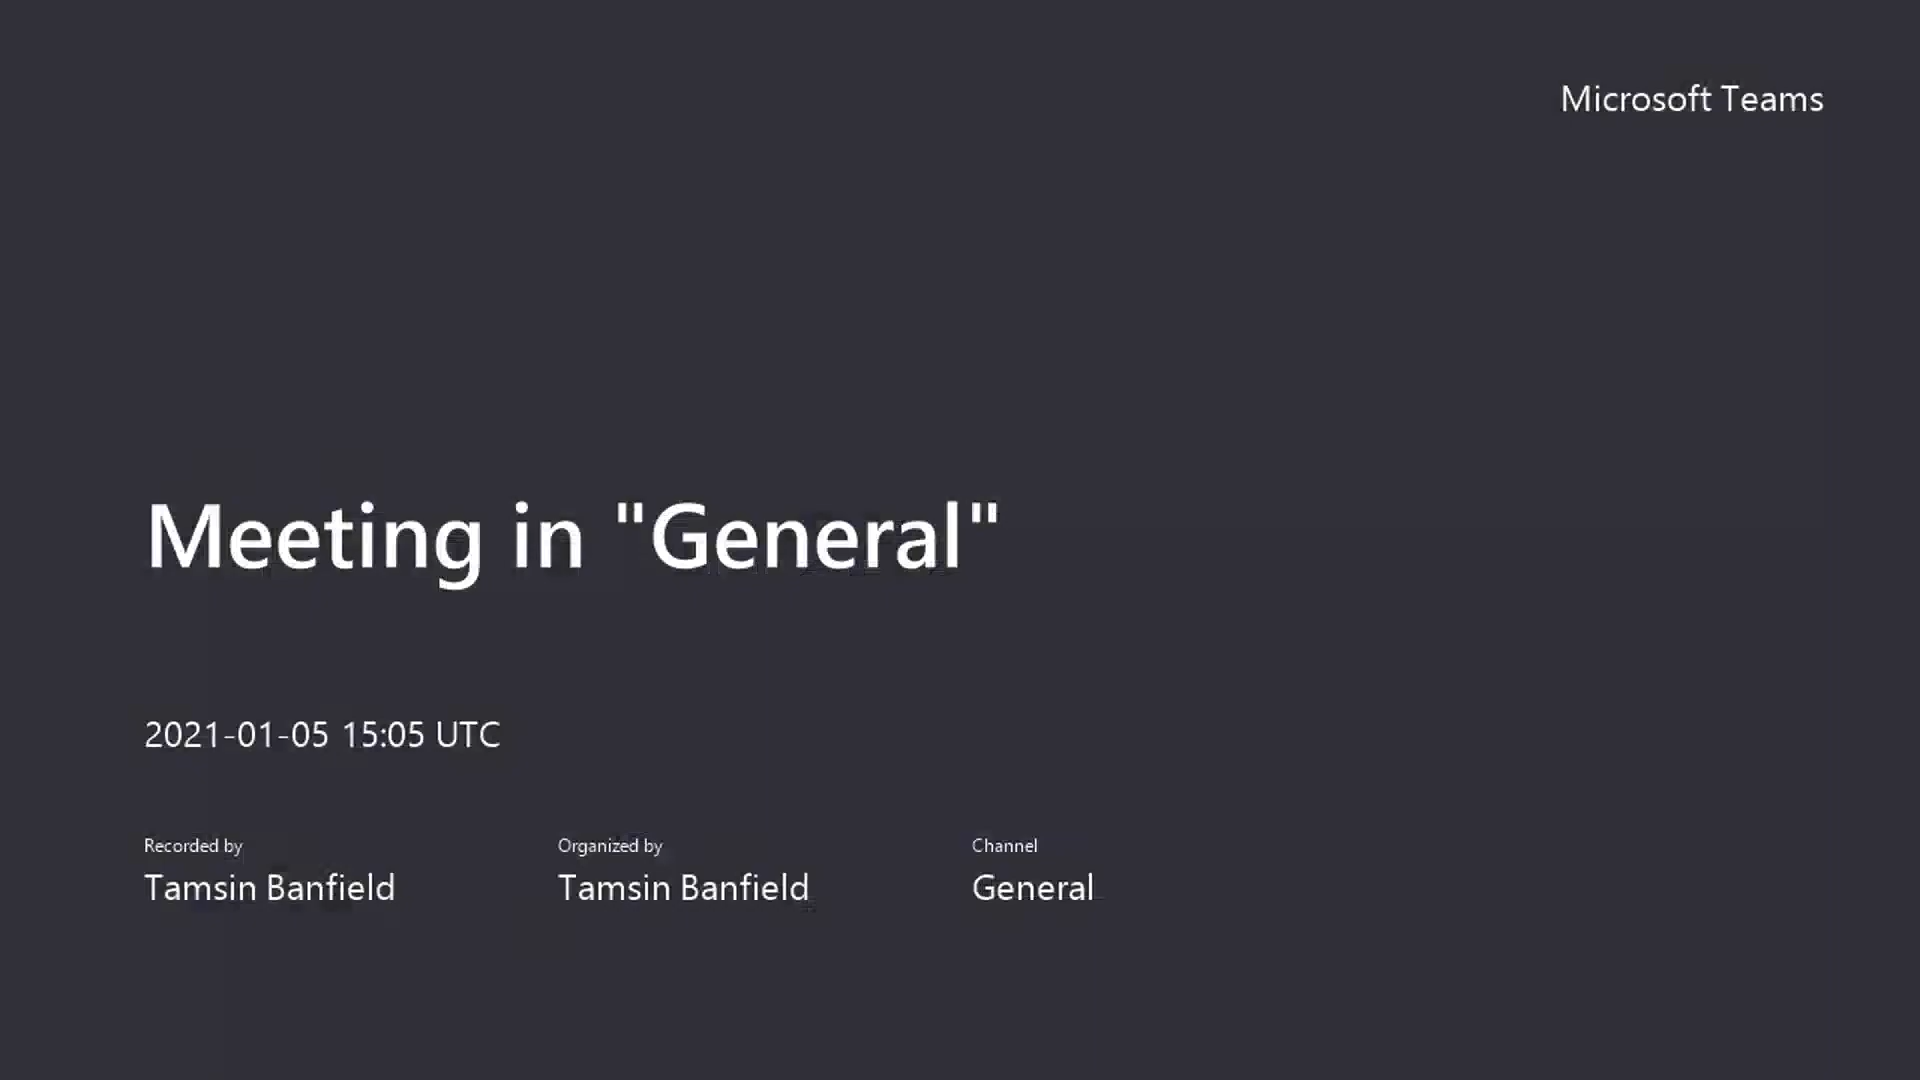 Microsoft Teams
Meeting in "General"
2021-01-05 15:05 UTC
Recorded by
Tamsin Banfield
Organized by
Tamsin Banfield
Channel
General